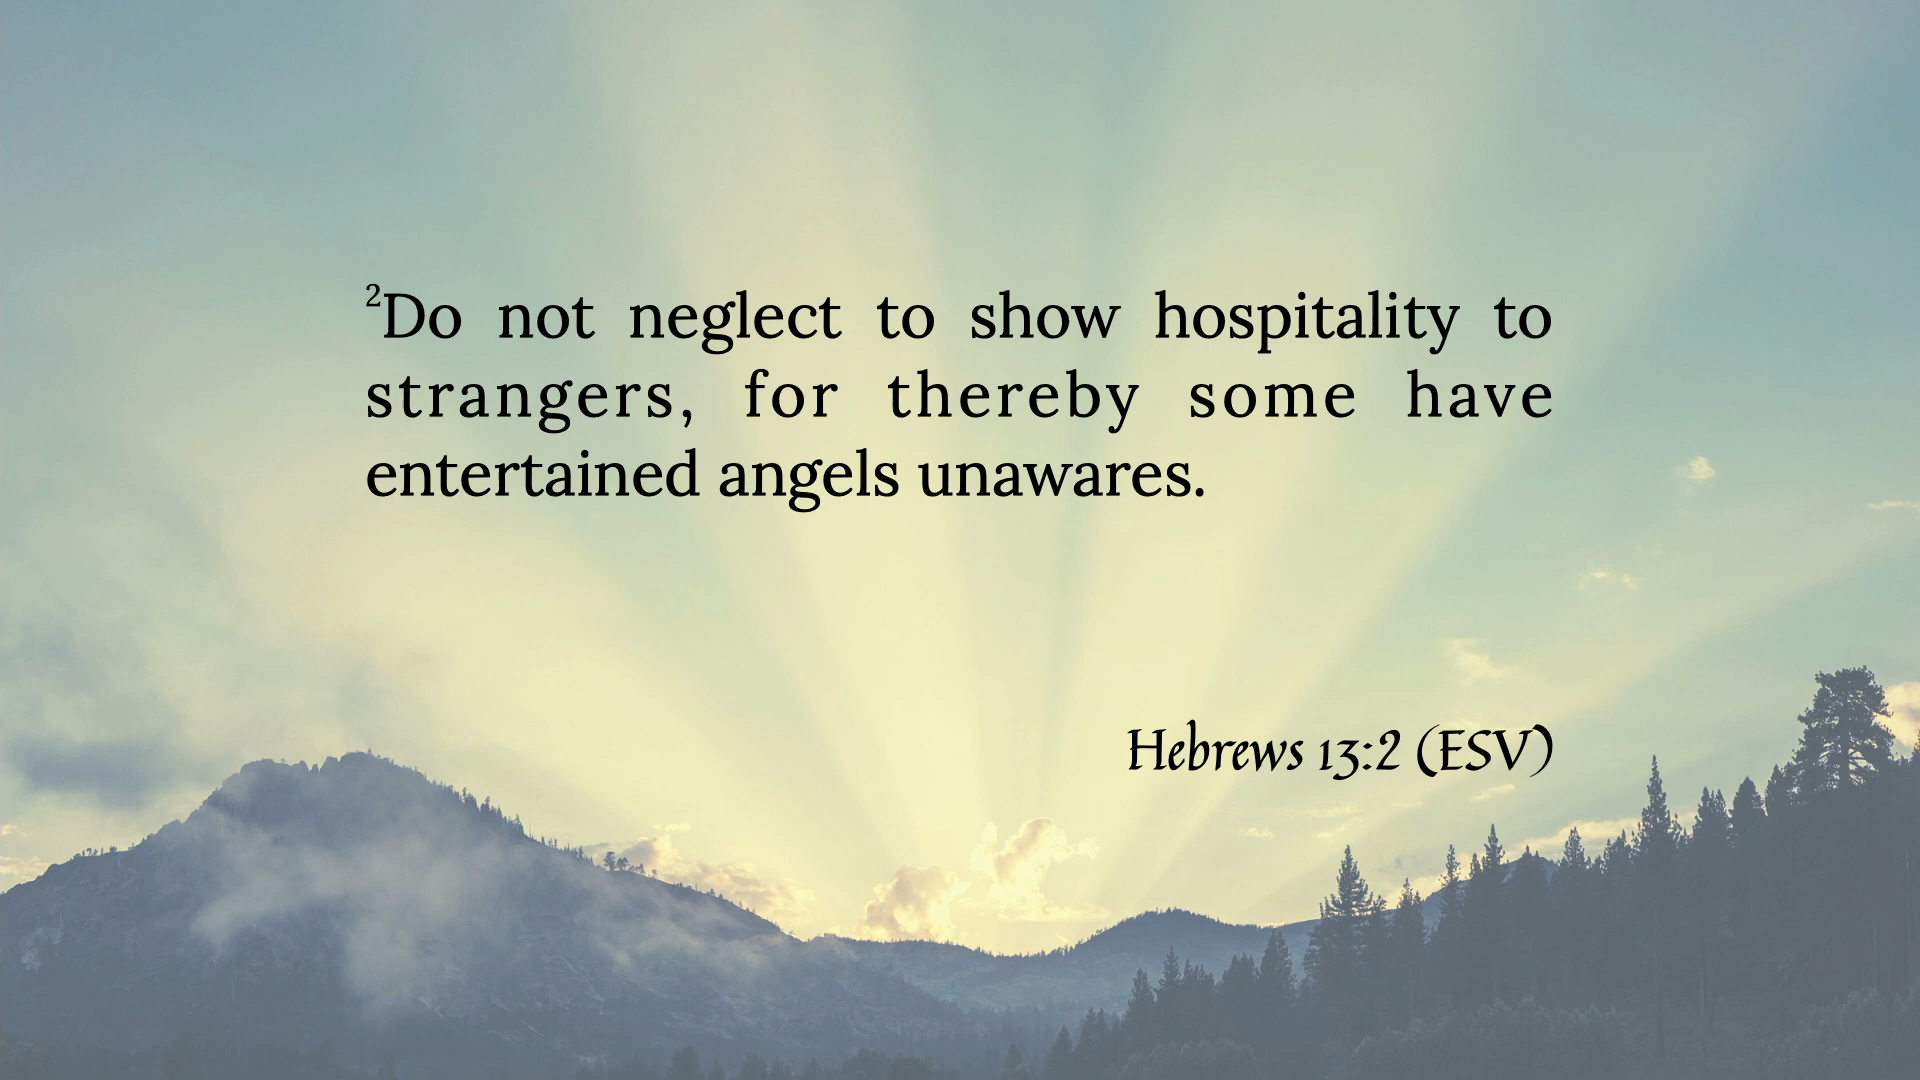 ²Do not neglect to show hospitality to
strangers, for thereby some have
entertained angels unawares.
Hebrews 13:2 (ESV)